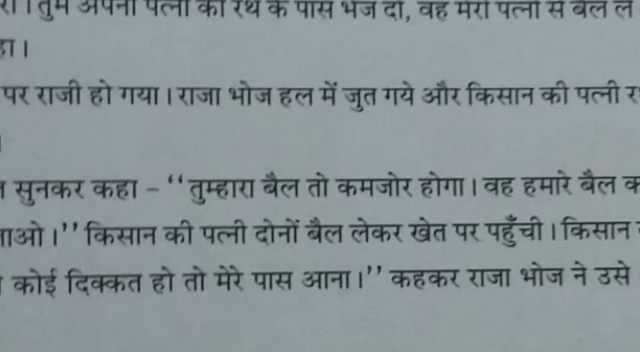 तुम अपनी पत्नी को रथ के पास भेज दो, वह मेरी पत्नी से बैल ले
पर राजी हो गया। राजा भोज हल में जुत गये और किसान की पत्नी
सुनकर कहा – ‘‘तुम्हारा बैल तो कमजोर होगा। वह हमारे बैल
किसान की पत्नी दोनों बैल लेकर खेत पर पहुँची। किसान
कोई दिक्कत हो तो मेरे पास आना।’’ कहकर राजा भोज ने उसे